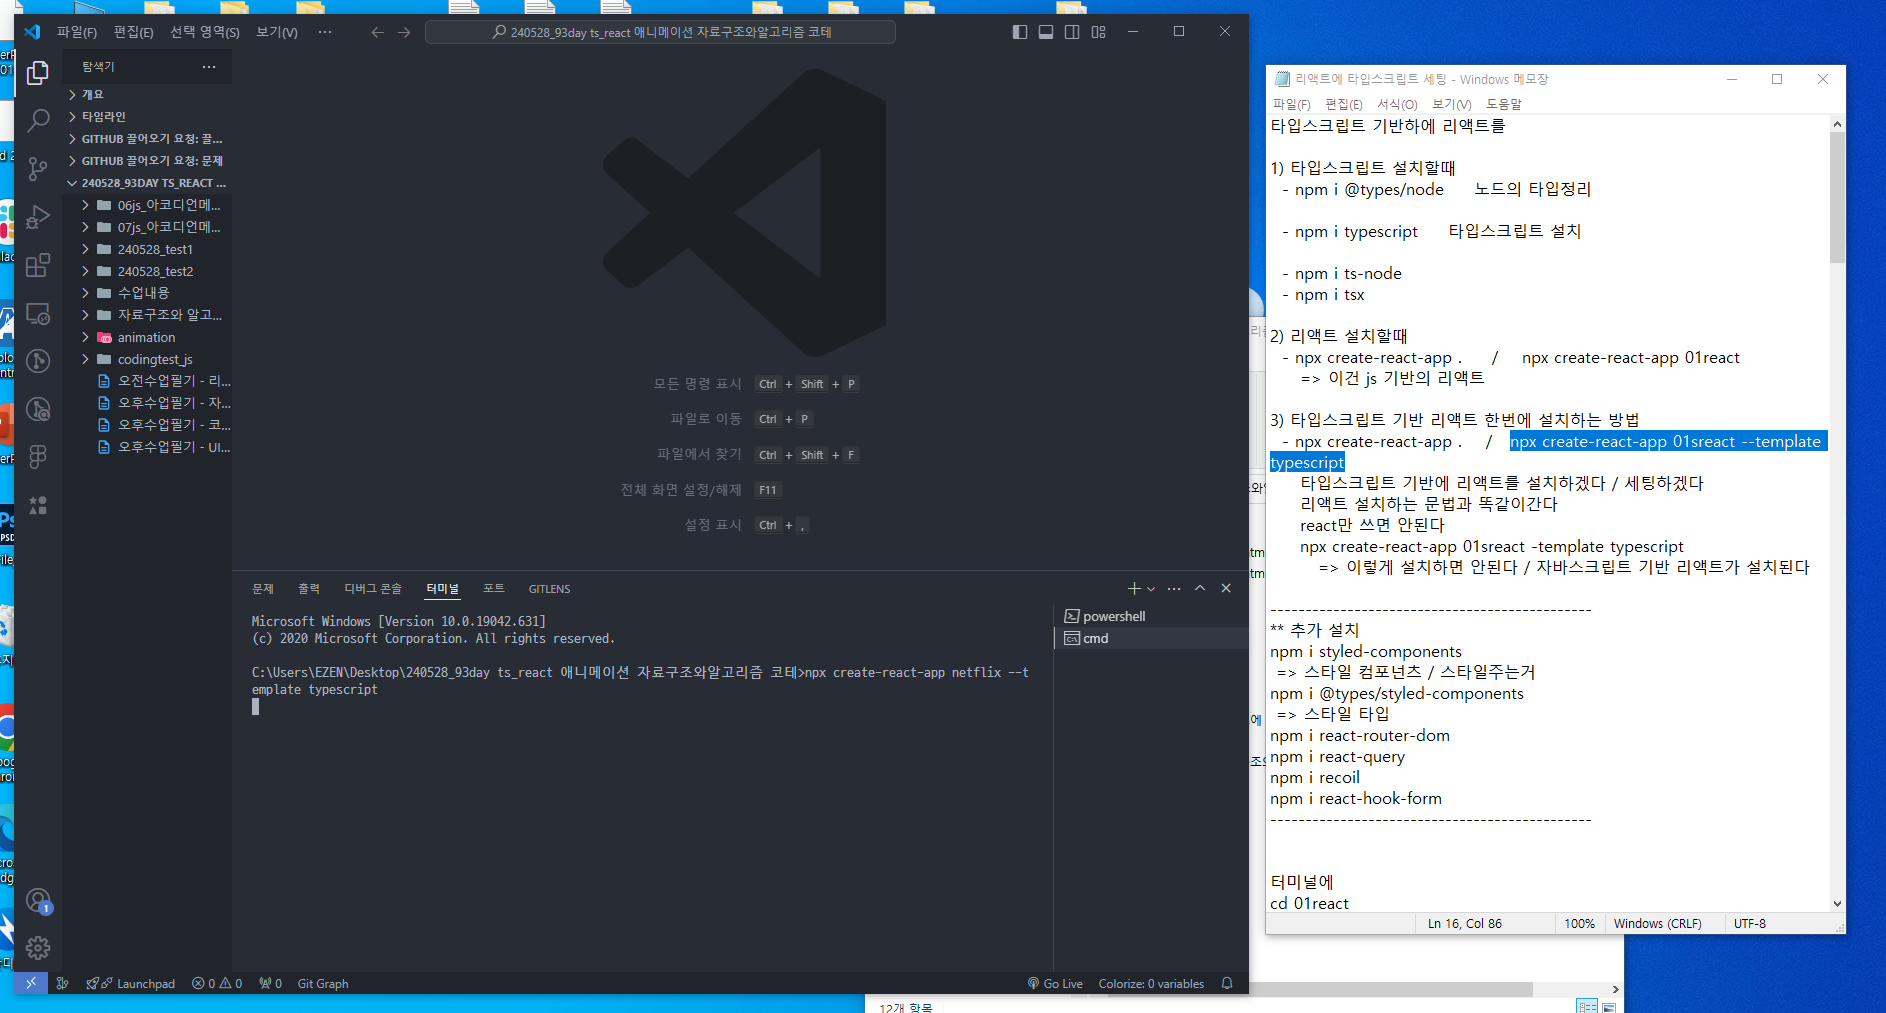 파일(F) 편집(E) 선택 영역(S) 보기(V) ···
240528_93day ts_react 애니메이션 자료구조와알고리즘 코테
탐색기 ···
개요
타임라인
GITHUB 끌어오기 요청: 끌...
GITHUB 끌어오기 요청: 문제
240528_93DAY TS_REACT ...
06js_아코디언메...
07js_아코디언메...
240528_test1
240528_test2
수업내용
자료구조와 알고...
animation
codingtest_js
오전수업필기 - 리...
오후수업필기 - 자...
오후수업필기 - 코...
오후수업필기 - UI...
모든 명령 표시 Ctrl + Shift + P
파일로 이동 Ctrl + P
파일에서 찾기 Ctrl + Shift + F
전체 화면 설정/해제 F11
설정 표시 Ctrl + ,
문제 출력 디버그 콘솔 터미널 포트 GITLENS
Microsoft Windows [Version 10.0.19042.631]
(c) 2020 Microsoft Corporation. All rights reserved.
C:\Users\EZEN\Desktop\240528_93day ts_react 애니메이션 자료구조와알고리즘 코테>npx create-react-app netflix --t
emplate typescript
powershell
cmd
1
Launchpad 0 0 0 Git Graph
Go Live Colorize: 0 variables
리액트에 타입스크립트 세팅 - Windows 메모장
파일(F) 편집(E) 서식(O) 보기(V) 도움말
타입스크립트 기반하에 리액트를
1) 타입스크립트 설치할때
- npm i @types/node 노드의 타입정리
- npm i typescript 타입스크립트 설치
- npm i ts-node
- npm i tsx
2) 리액트 설치할때
- npx create-react-app . / npx create-react-app 01react
=> 이건 js 기반의 리액트
3) 타입스크립트 기반 리액트 한번에 설치하는 방법
- npx create-react-app . / npx create-react-app 01sreact --template
typescript
타입스크립트 기반에 리액트를 설치하겠다 / 세팅하겠다
리액트 설치하는 문법과 똑같이간다
react만 쓰면 안된다
npx create-react-app 01sreact -template typescript
=> 이렇게 설치하면 안된다 / 자바스크립트 기반 리액트가 설치된다
----------------------------------------------
** 추가 설치
npm i styled-components
=> 스타일 컴포넌츠 / 스타일주는거
npm i @types/styled-components
=> 스타일 타입
npm i react-router-dom
npm i react-query
npm i recoil
npm i react-hook-form
----------------------------------------------
터미널에
cd 01react
Ln 16, Col 86 100% Windows (CRLF) UTF-8
12개 항목